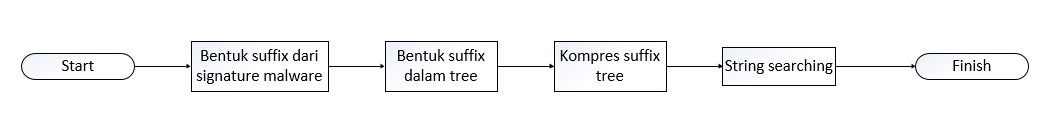 Start
Bentuk suffix dari
signature malware
Bentuk suffix
dalam tree
Kompres suffix
tree
String searching
Finish